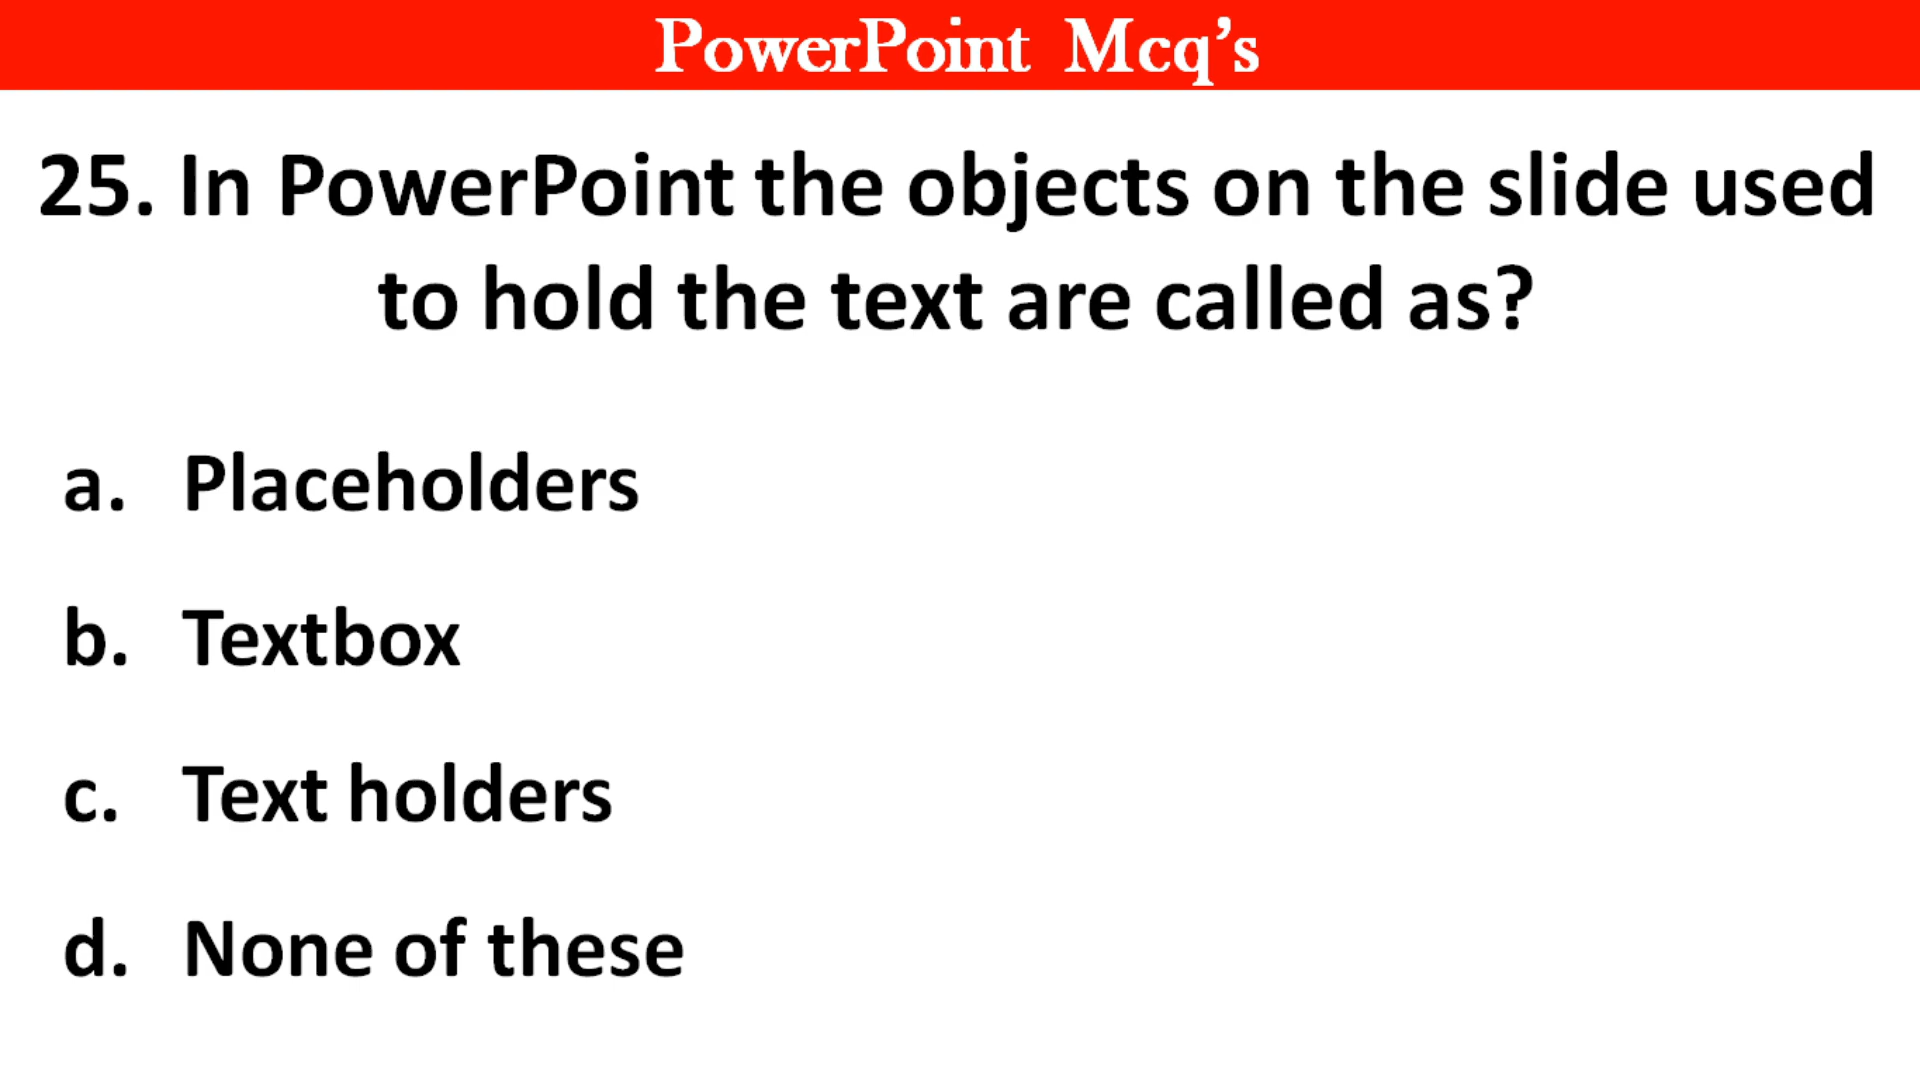 PowerPoint Mcq's
25. In PowerPoint the objects on the slide used
to hold the text are called as?
a. Placeholders
b. Textbox
c. Text holders
d. None of these